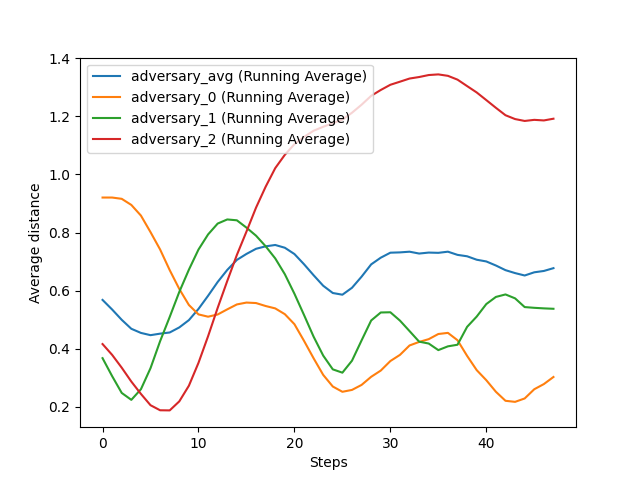 1.4
1.2
1.0
0.8
0.6
0.4
0.2
Average distance
adversary_avg (Running Average)
adversary_0 (Running Average)
adversary_1 (Running Average)
adversary_2 (Running Average)
0 10 20 30 40
Steps